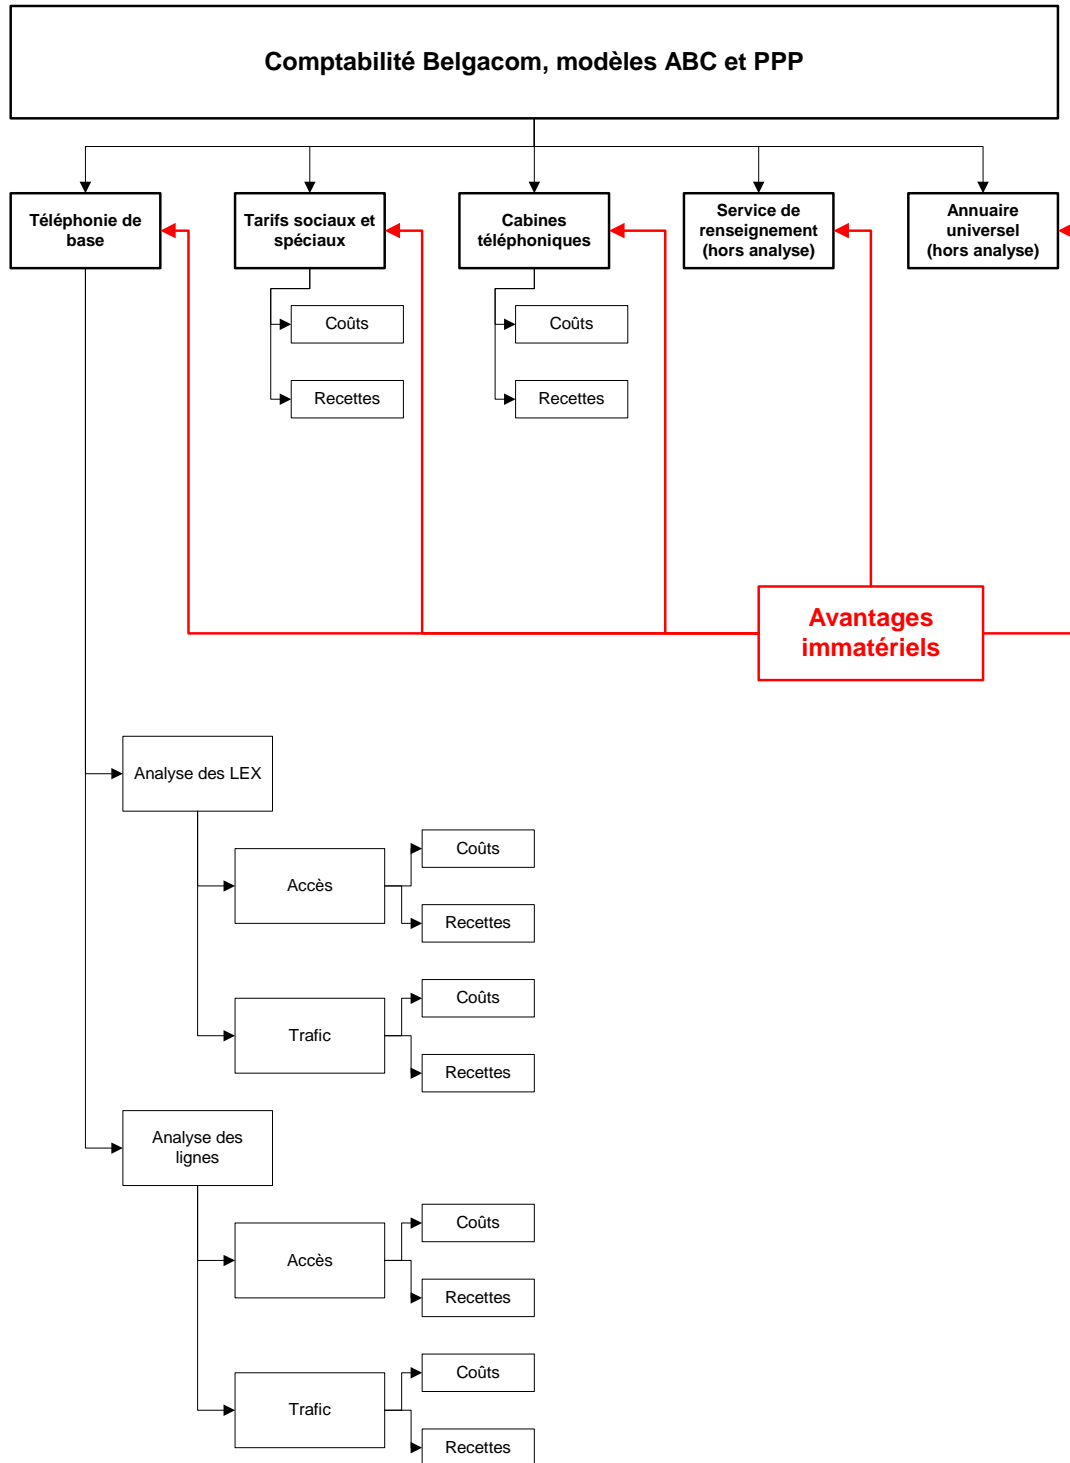 Comptabilité Belgacom, modèles ABC et PPP
Téléphonie de
base
Tarifs sociaux et
spéciaux
Cabines
téléphoniques
Service de
renseignement
(hors analyse)
Annuaire
universel
(hors analyse)
Coûts
Recettes
Coûts
Recettes
Avantages
immatériels
Analyse des LEX
Accès
Coûts
Recettes
Trafic
Coûts
Recettes
Analyse des
lignes
Accès
Coûts
Recettes
Trafic
Coûts
Recettes